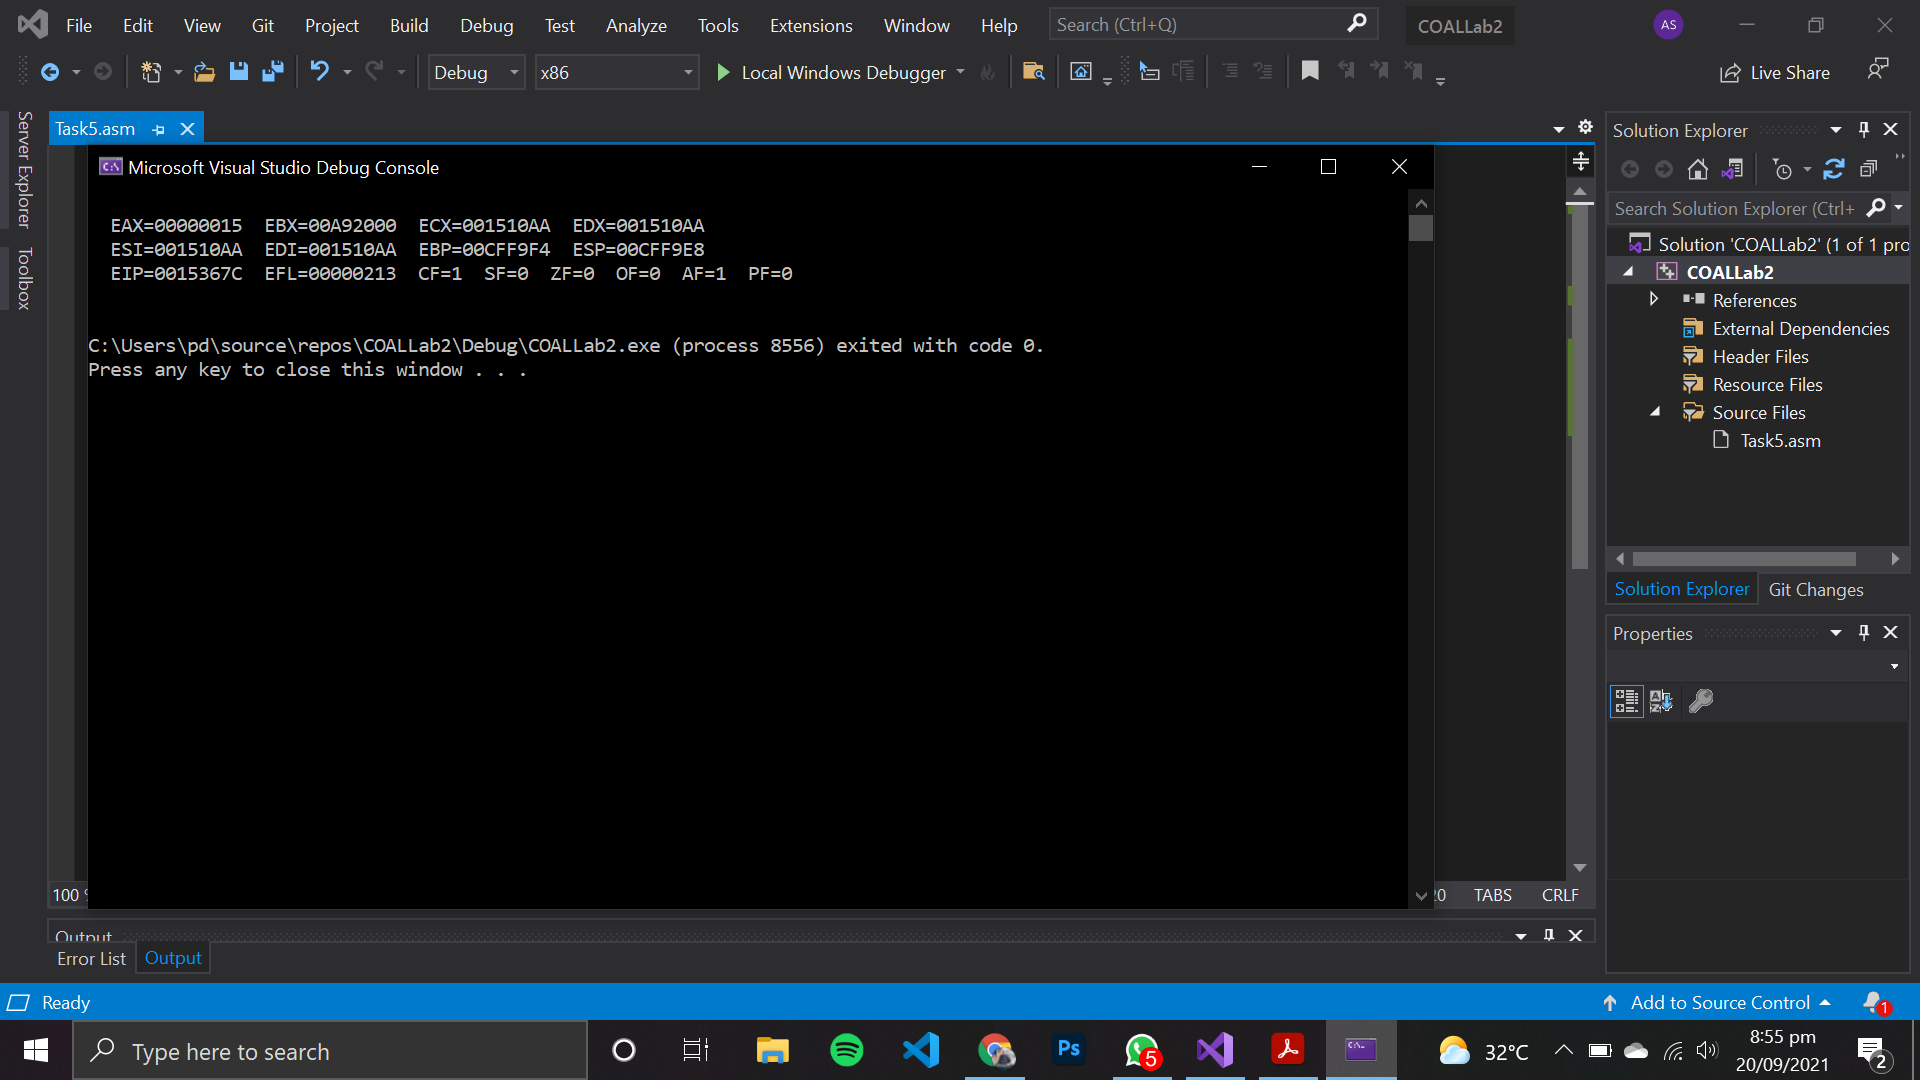 File Edit View Git Project Build Debug Test Analyze Tools Extensions Window Help Search (Ctrl+Q) COALLab2 AS
Debug x86 Local Windows Debugger Live Share
Server Explorer
Toolbox
Task5.asm
Microsoft Visual Studio Debug Console
EAX=00000015 EBX=00A92000 ECX=001510AA EDX=001510AA
ESI=001510AA EDI=001510AA EBP=00CFF9F4 ESP=00CFF9E8
EIP=0015367C EFL=00000213 CF=1 SF=0 ZF=0 OF=0 AF=1 PF=0
C:\Users\pd\source\repos\COALLab2\Debug\COALLab2.exe (process 8556) exited with code 0.
Press any key to close this window . . .
100 TABS CRLF
Output
Error List Output
Solution Explorer
Search Solution Explorer (Ctrl+
Solution 'COALLab2' (1 of 1 pro
COALLab2
References
External Dependencies
Header Files
Resource Files
Source Files
Task5.asm
Solution Explorer Git Changes
Properties
Ready Add to Source Control 1
Type here to search Ps 5 32°C 8:55 pm
20/09/2021 2